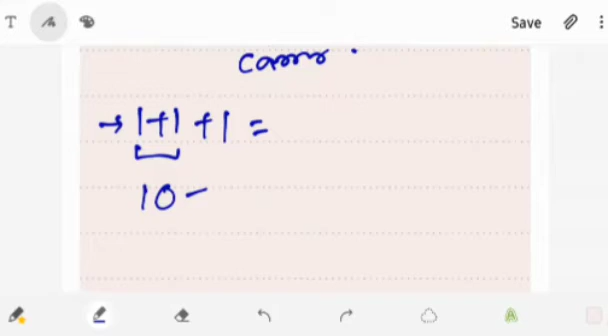 T Save
carry .
→ 1+1 +1 =
10 -